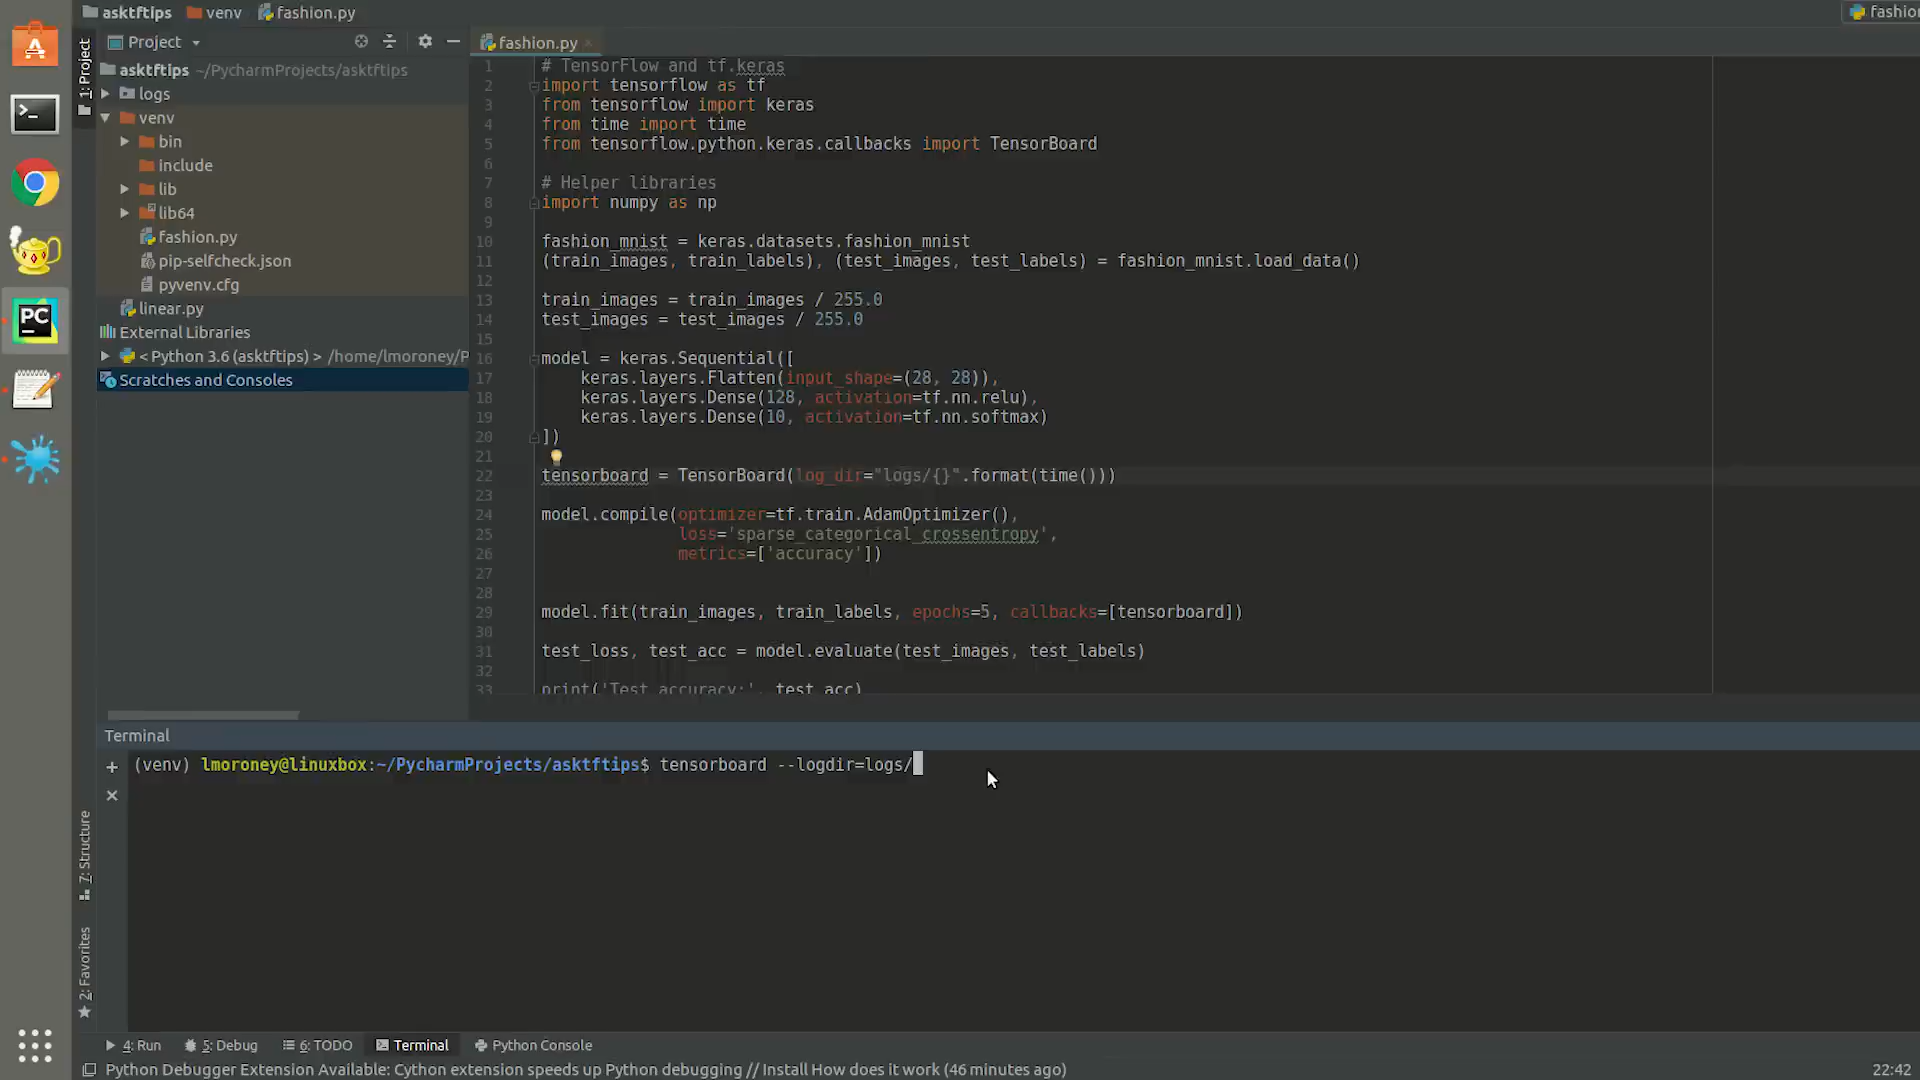 asktftips venv fashion.py
fashion
Project
fashion.py
1: Project
asktftips ~/PycharmProjects/asktftips
logs
venv
bin
include
lib
lib64
fashion.py
pip-selfcheck.json
pyvenv.cfg
linear.py
External Libraries
< Python 3.6 (asktftips) > /home/lmoroney/P
Scratches and Consoles
1 # TensorFlow and tf.keras
2 import tensorflow as tf
3 from tensorflow import keras
4 from time import time
5 from tensorflow.python.keras.callbacks import TensorBoard
6
7 # Helper libraries
8 import numpy as np
9
10 fashion_mnist = keras.datasets.fashion_mnist
11 (train_images, train_labels), (test_images, test_labels) = fashion_mnist.load_data()
12
13 train_images = train_images / 255.0
14 test_images = test_images / 255.0
15
16 model = keras.Sequential([
17 keras.layers.Flatten(input_shape=(28, 28)),
18 keras.layers.Dense(128, activation=tf.nn.relu),
19 keras.layers.Dense(10, activation=tf.nn.softmax)
20 ])
21
22 tensorboard = TensorBoard(log_dir="logs/{}".format(time()))
23
24 model.compile(optimizer=tf.train.AdamOptimizer(),
25 loss='sparse_categorical_crossentropy',
26 metrics=['accuracy'])
27
28
29 model.fit(train_images, train_labels, epochs=5, callbacks=[tensorboard])
30
31 test_loss, test_acc = model.evaluate(test_images, test_labels)
32
33 print('Test accuracy:', test_acc)
Terminal
(venv) lmoroney@linuxbox:~/PycharmProjects/asktftips$ tensorboard --logdir=logs/
7: Structure
2: Favorites
4: Run 5: Debug 6: TODO Terminal Python Console
Python Debugger Extension Available: Cython extension speeds up Python debugging // Install How does it work (46 minutes ago)
22:42